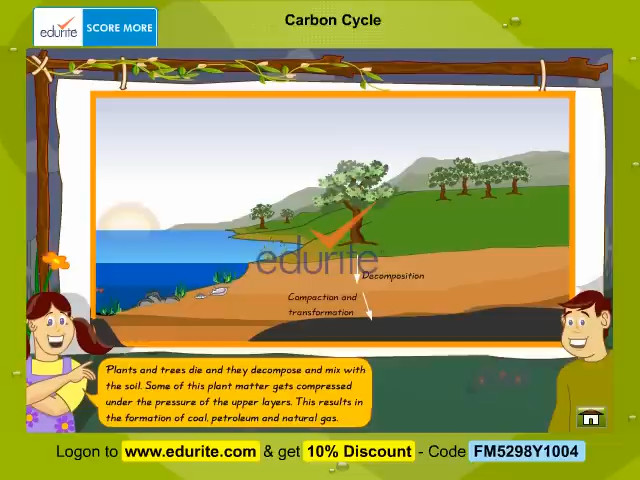 Carbon Cycle
edurite
SCORE MORE
edurite
Decomposition
Compaction and
transformation
Plants and trees die and they decompose and mix with
the soil. Some of this plant matter gets compressed
under the pressure of the upper layers. This results in
the formation of coal, petroleum and natural gas.
Logon to www.edurite.com & get 10% Discount - Code FM5298Y1004